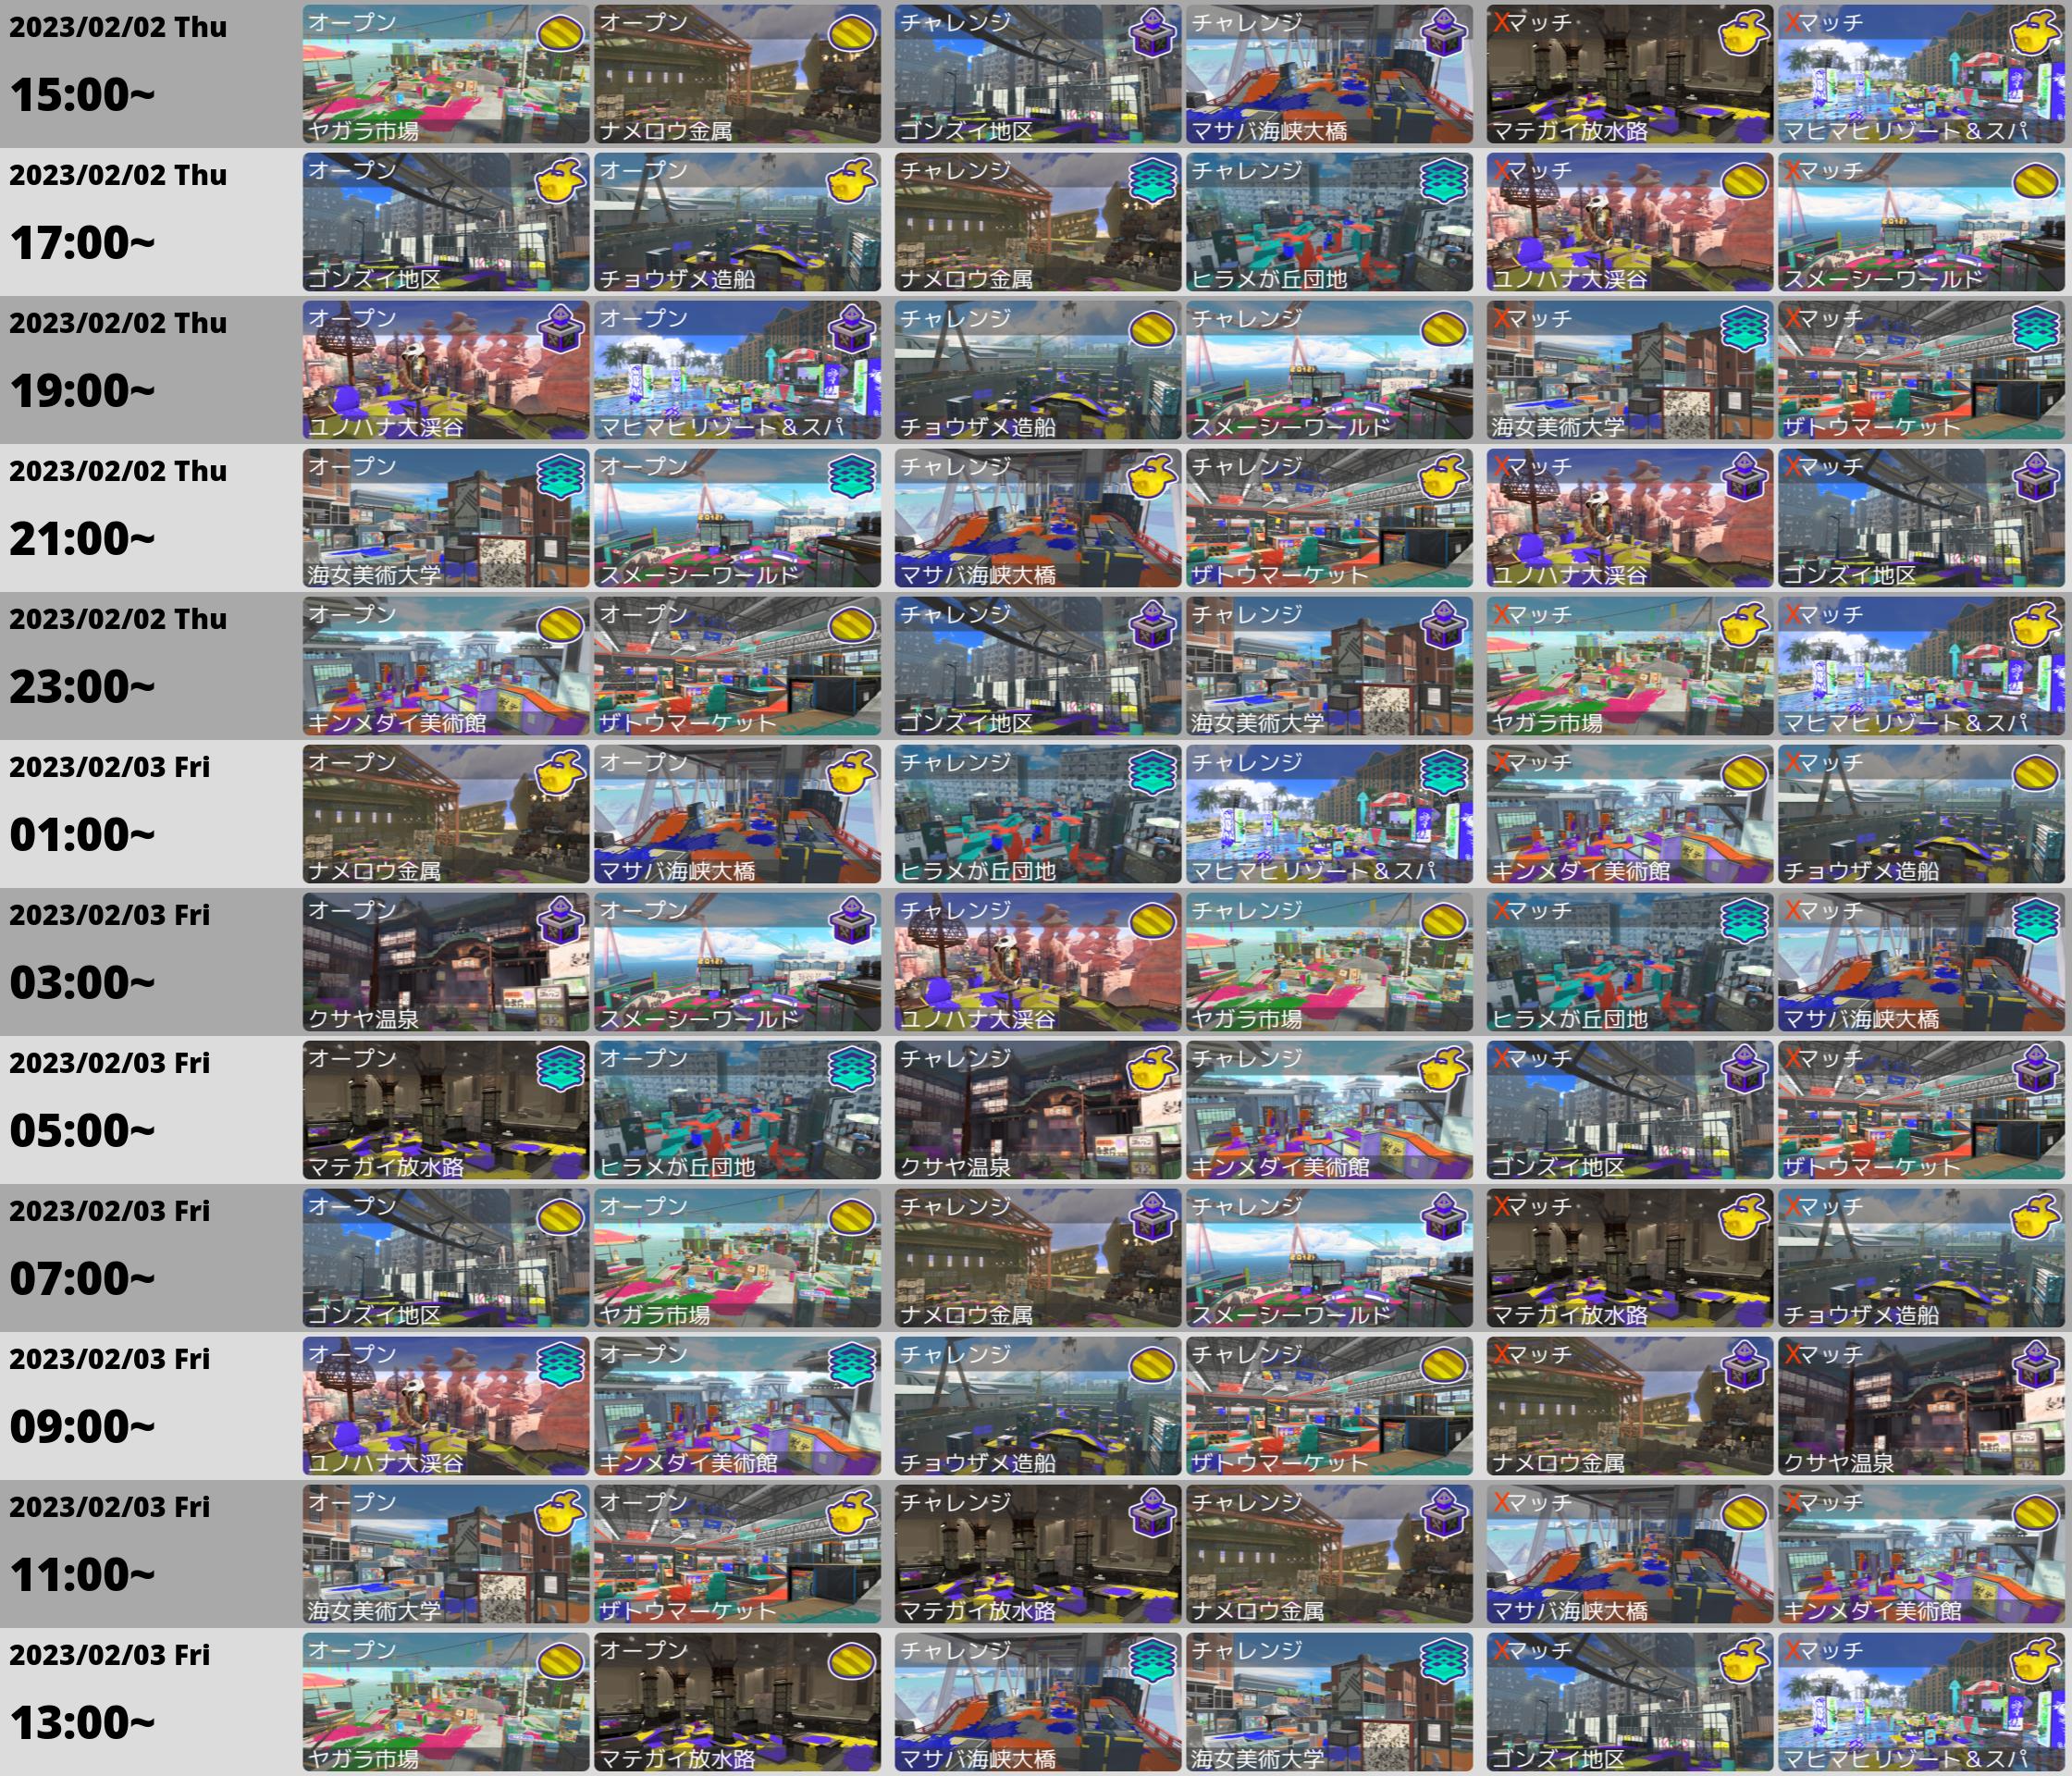 2023/02/02 Thu
15:00~
オープン オープン チャレンジ チャレンジ Xマッチ Xマッチ
ヤガラ市場 ナメロウ金属 ゴンズイ地区 マサバ海峡大橋 マテガイ放水路 マヒマヒリゾート＆スパ
2023/02/02 Thu
17:00~
オープン オープン チャレンジ チャレンジ Xマッチ Xマッチ
ゴンズイ地区 チョウザメ造船 ナメロウ金属 ヒラメが丘団地 ユノハナ大渓谷 スメーシーワールド
2023/02/02 Thu
19:00~
オープン オープン チャレンジ チャレンジ Xマッチ Xマッチ
ユノハナ大渓谷 マヒマヒリゾート＆スパ チョウザメ造船 スメーシーワールド 海女美術大学 ザトウマーケット
2023/02/02 Thu
21:00~
オープン オープン チャレンジ チャレンジ Xマッチ Xマッチ
海女美術大学 スメーシーワールド マサバ海峡大橋 ザトウマーケット ユノハナ大渓谷 ゴンズイ地区
2023/02/02 Thu
23:00~
オープン オープン チャレンジ チャレンジ Xマッチ Xマッチ
キンメダイ美術館 ザトウマーケット ゴンズイ地区 海女美術大学 ヤガラ市場 マヒマヒリゾート＆スパ
2023/02/03 Fri
01:00~
オープン オープン チャレンジ チャレンジ Xマッチ Xマッチ
ナメロウ金属 マサバ海峡大橋 ヒラメが丘団地 マヒマヒリゾート＆スパ キンメダイ美術館 チョウザメ造船
2023/02/03 Fri
03:00~
オープン オープン チャレンジ チャレンジ Xマッチ Xマッチ
クサヤ温泉 スメーシーワールド ユノハナ大渓谷 ヤガラ市場 ヒラメが丘団地 マサバ海峡大橋
2023/02/03 Fri
05:00~
オープン オープン チャレンジ チャレンジ Xマッチ Xマッチ
マテガイ放水路 ヒラメが丘団地 クサヤ温泉 キンメダイ美術館 ゴンズイ地区 ザトウマーケット
2023/02/03 Fri
07:00~
オープン オープン チャレンジ チャレンジ Xマッチ Xマッチ
ゴンズイ地区 ヤガラ市場 ナメロウ金属 スメーシーワールド マテガイ放水路 チョウザメ造船
2023/02/03 Fri
09:00~
オープン オープン チャレンジ チャレンジ Xマッチ Xマッチ
ユノハナ大渓谷 キンメダイ美術館 チョウザメ造船 ザトウマーケット ナメロウ金属 クサヤ温泉
2023/02/03 Fri
11:00~
オープン オープン チャレンジ チャレンジ Xマッチ Xマッチ
海女美術大学 ザトウマーケット マテガイ放水路 ナメロウ金属 マサバ海峡大橋 キンメダイ美術館
2023/02/03 Fri
13:00~
オープン オープン チャレンジ チャレンジ Xマッチ Xマッチ
ヤガラ市場 マテガイ放水路 マサバ海峡大橋 海女美術大学 ゴンズイ地区 マヒマヒリゾート＆スパ